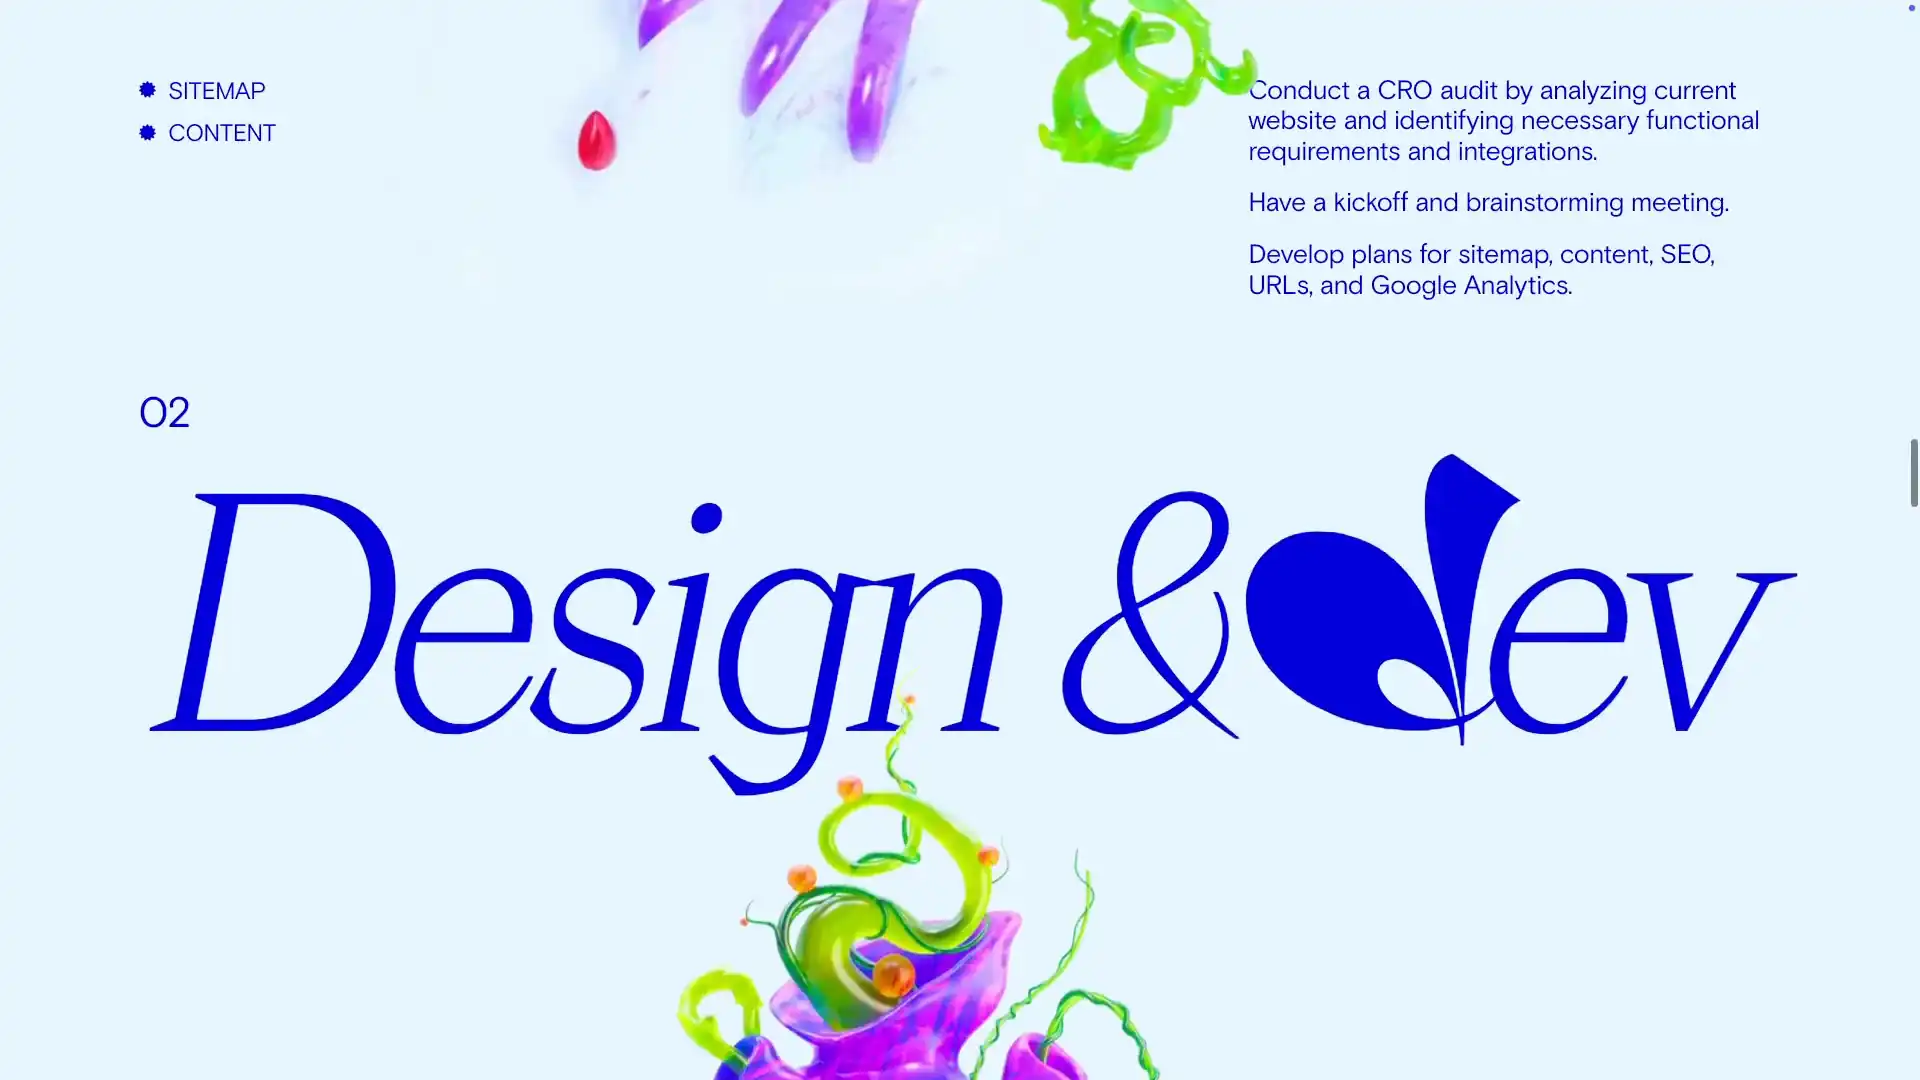 SITEMAP
CONTENT
Conduct a CRO audit by analyzing current
website and identifying necessary functional
requirements and integrations.
Have a kickoff and brainstorming meeting.
Develop plans for sitemap, content, SEO,
URLs, and Google Analytics.
02
Design & dev